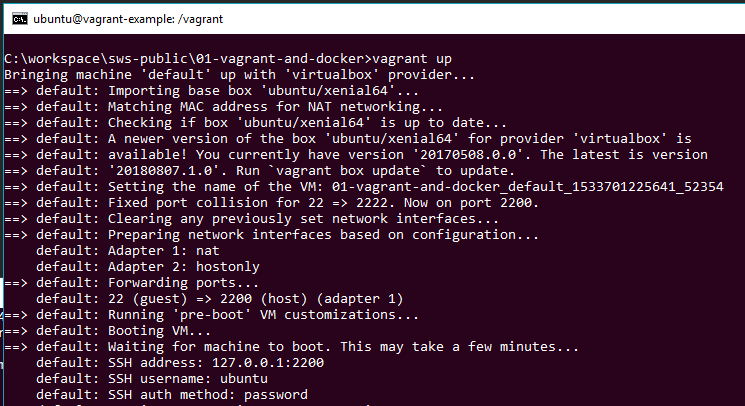 ubuntu@vagrant-example: /vagrant
C:\workspace\sws-public\01-vagrant-and-docker>vagrant up
Bringing machine 'default' up with 'virtualbox' provider...
==> default: Importing base box 'ubuntu/xenial64'...
==> default: Matching MAC address for NAT networking...
==> default: Checking if box 'ubuntu/xenial64' is up to date...
==> default: A newer version of the box 'ubuntu/xenial64' for provider 'virtualbox' is
==> default: available! You currently have version '20170508.0.0'. The latest is version
==> default: '20180807.1.0'. Run `vagrant box update` to update.
==> default: Setting the name of the VM: 01-vagrant-and-docker_default_1533701225641_52354
==> default: Fixed port collision for 22 => 2222. Now on port 2200.
==> default: Clearing any previously set network interfaces...
==> default: Preparing network interfaces based on configuration...
    default: Adapter 1: nat
    default: Adapter 2: hostonly
==> default: Forwarding ports...
    default: 22 (guest) => 2200 (host) (adapter 1)
==> default: Running 'pre-boot' VM customizations...
==> default: Booting VM...
==> default: Waiting for machine to boot. This may take a few minutes...
    default: SSH address: 127.0.0.1:2200
    default: SSH username: ubuntu
    default: SSH auth method: password